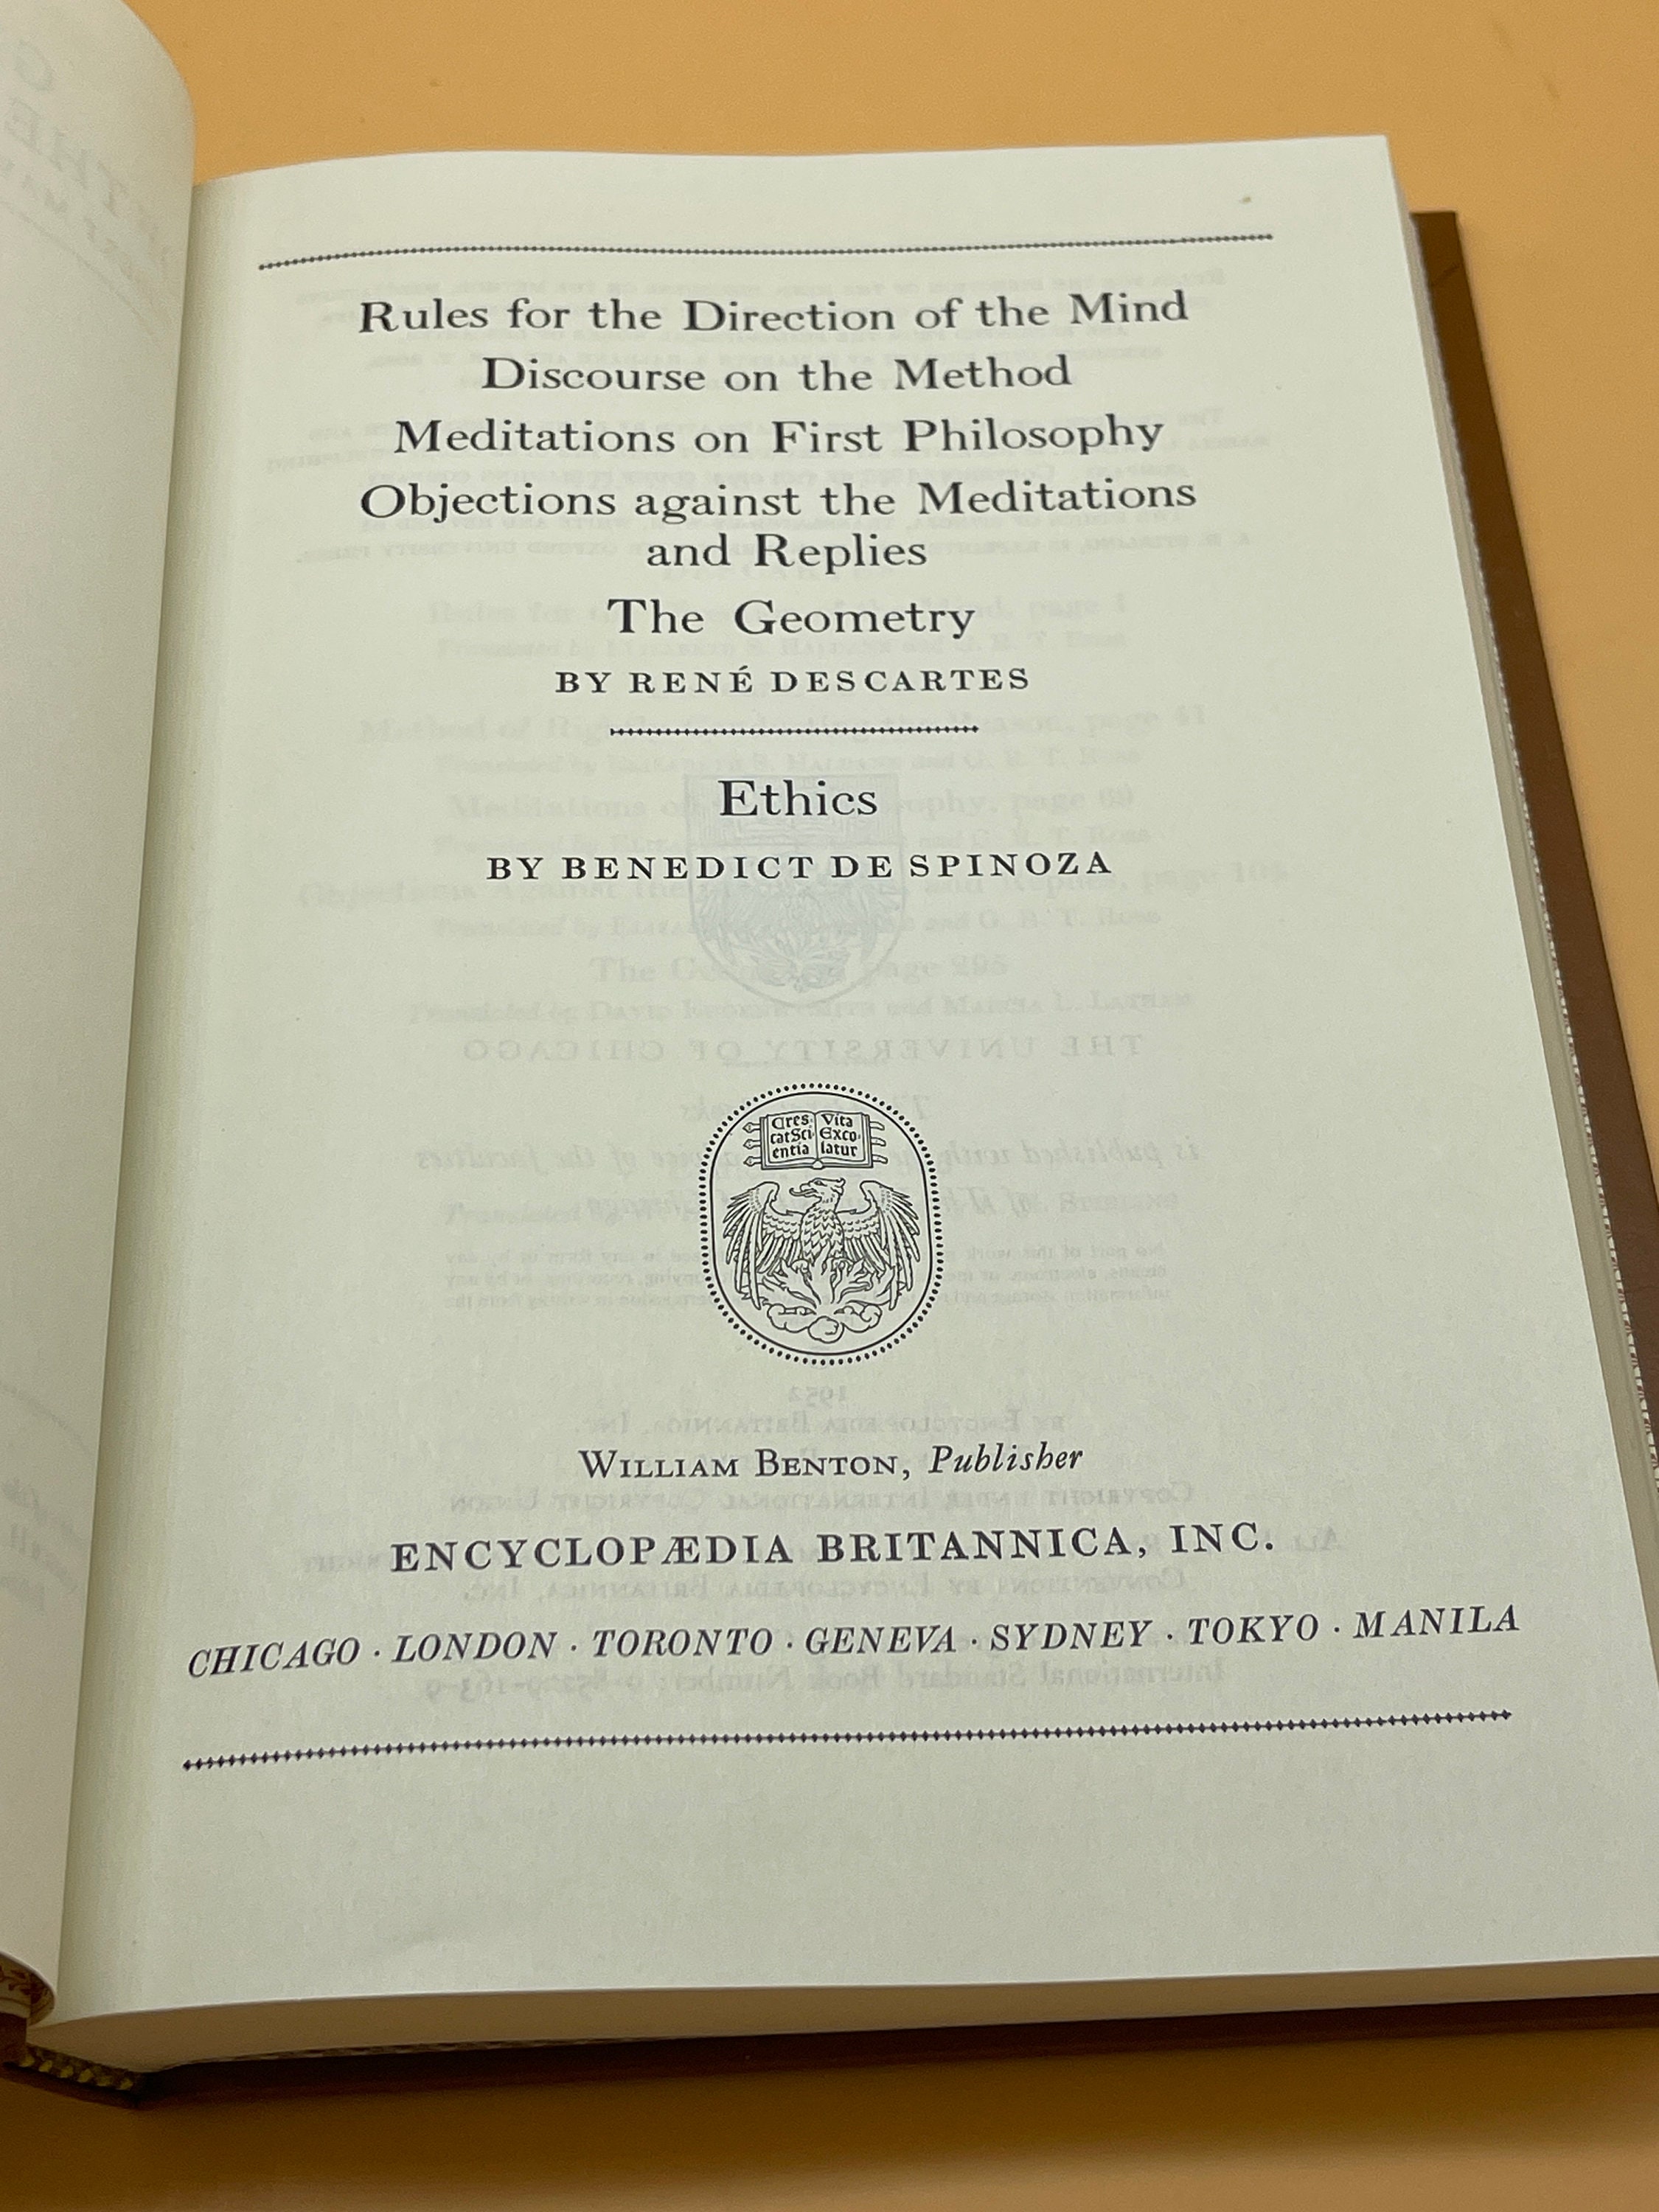 Rules for the Direction of the Mind
Discourse on the Method
Meditations on First Philosophy
Objections against the Meditations
and Replies
The Geometry
BY RENÉ DESCARTES
Ethics
BY BENEDICT DE SPINOZA
Cres Vita
catSci Exco
entia latur
WILLIAM BENTON, Publisher
ENCYCLOPÆDIA BRITANNICA, INC.
CHICAGO · LONDON · TORONTO · GENEVA · SYDNEY · TOKYO · MANILA